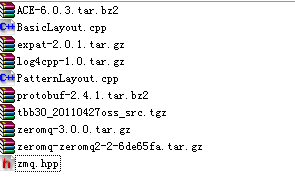 ACE-6.0.3.tar.bz2
BasicLayout.cpp
expat-2.0.1.tar.gz
log4cpp-1.0.tar.gz
PatternLayout.cpp
protobuf-2.4.1.tar.bz2
tbb30_20110427oss_src.tgz
zeromq-3.0.0.tar.gz
zeromq-zeromq2-2-6de65fa.tar.gz
zmq.hpp